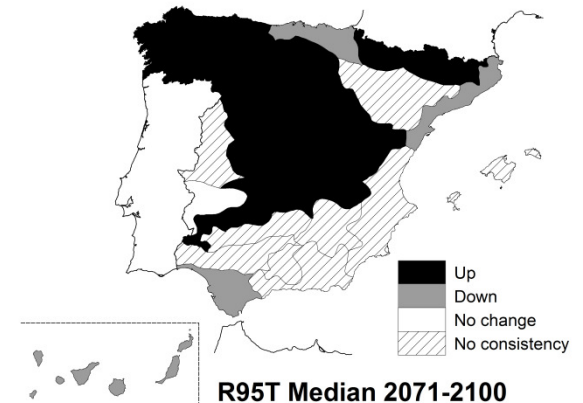 Up
Down
No change
No consistency
R95T Median 2071-2100